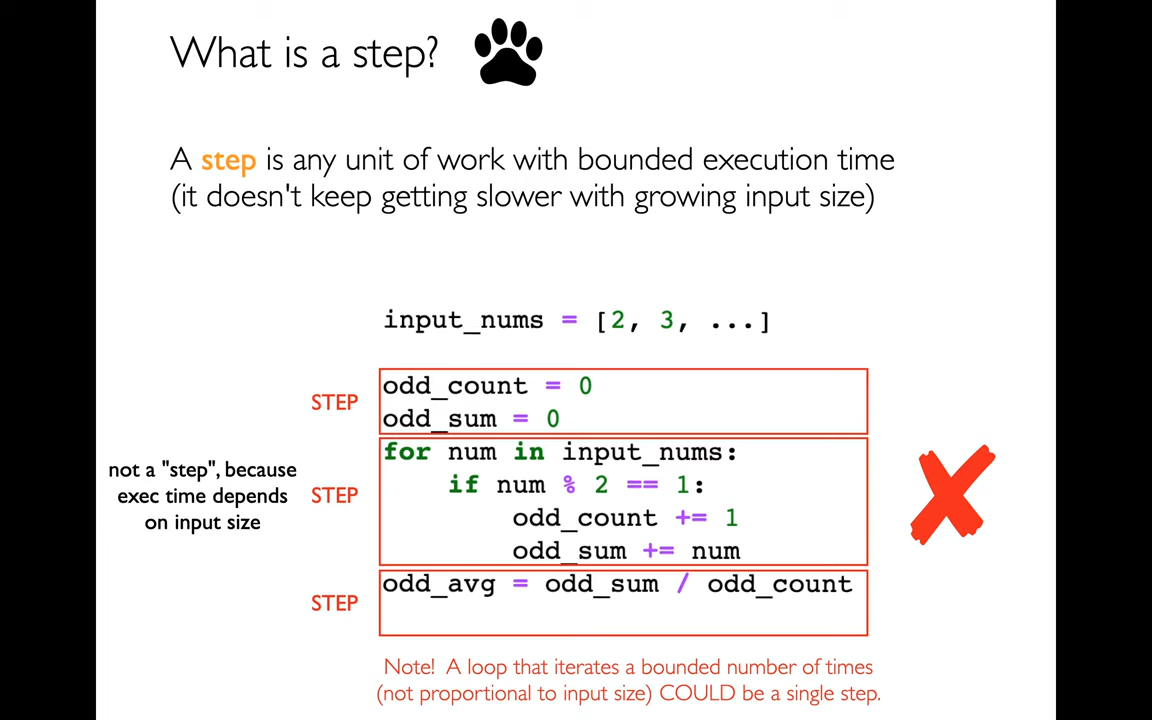 What is a step?
A step is any unit of work with bounded execution time
(it doesn't keep getting slower with growing input size)
input_nums = [2, 3, ...]
STEP
odd_count = 0
odd_sum = 0
not a "step", because
exec time depends
on input size
STEP
for num in input_nums:
    if num % 2 == 1:
        odd_count += 1
        odd_sum += num
STEP
odd_avg = odd_sum / odd_count
Note! A loop that iterates a bounded number of times
(not proportional to input size) COULD be a single step.